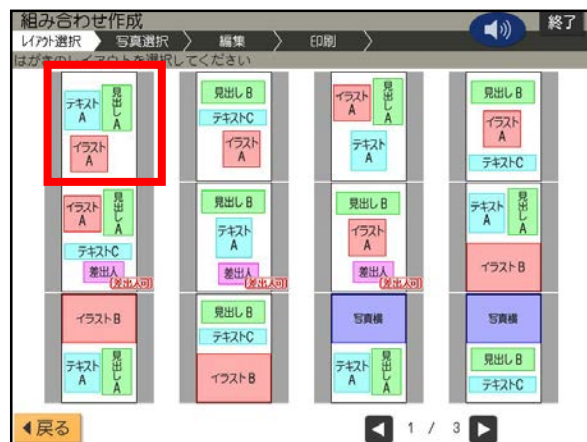 組み合わせ作成
終了
レイアウト選択 写真選択 編集 印刷
はがきのレイアウトを選択してください
テキスト A 見出し A イラスト A
見出し B テキストC イラスト A
イラスト A 見出し A テキスト A
見出し B イラスト A テキストC
イラスト A 見出し A テキストC 差出人 (差出人可)
見出し B テキスト A 差出人 (差出人可)
見出し B イラスト A 差出人 (差出人可)
テキスト A 見出し A イラスト B
イラスト B テキスト A 見出し A
見出し B テキストC イラスト B
写真横 テキスト A 見出し A
写真横 見出し B テキストC
戻る
1 / 3